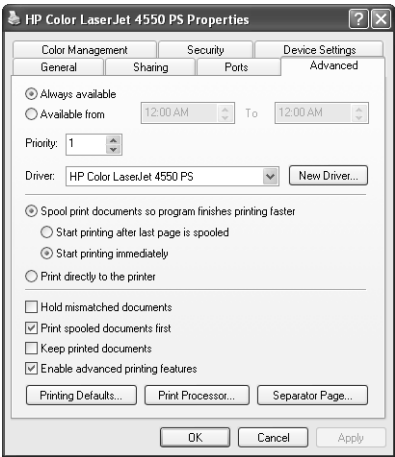 HP Color LaserJet 4550 PS Properties
Color Management Security Device Settings
General Sharing Ports Advanced
Always available
Available from 12:00 AM To 12:00 AM
Priority: 1
Driver: HP Color LaserJet 4550 PS New Driver...
Spool print documents so program finishes printing faster
Start printing after last page is spooled
Start printing immediately
Print directly to the printer
Hold mismatched documents
Print spooled documents first
Keep printed documents
Enable advanced printing features
Printing Defaults... Print Processor... Separator Page...
OK Cancel Apply